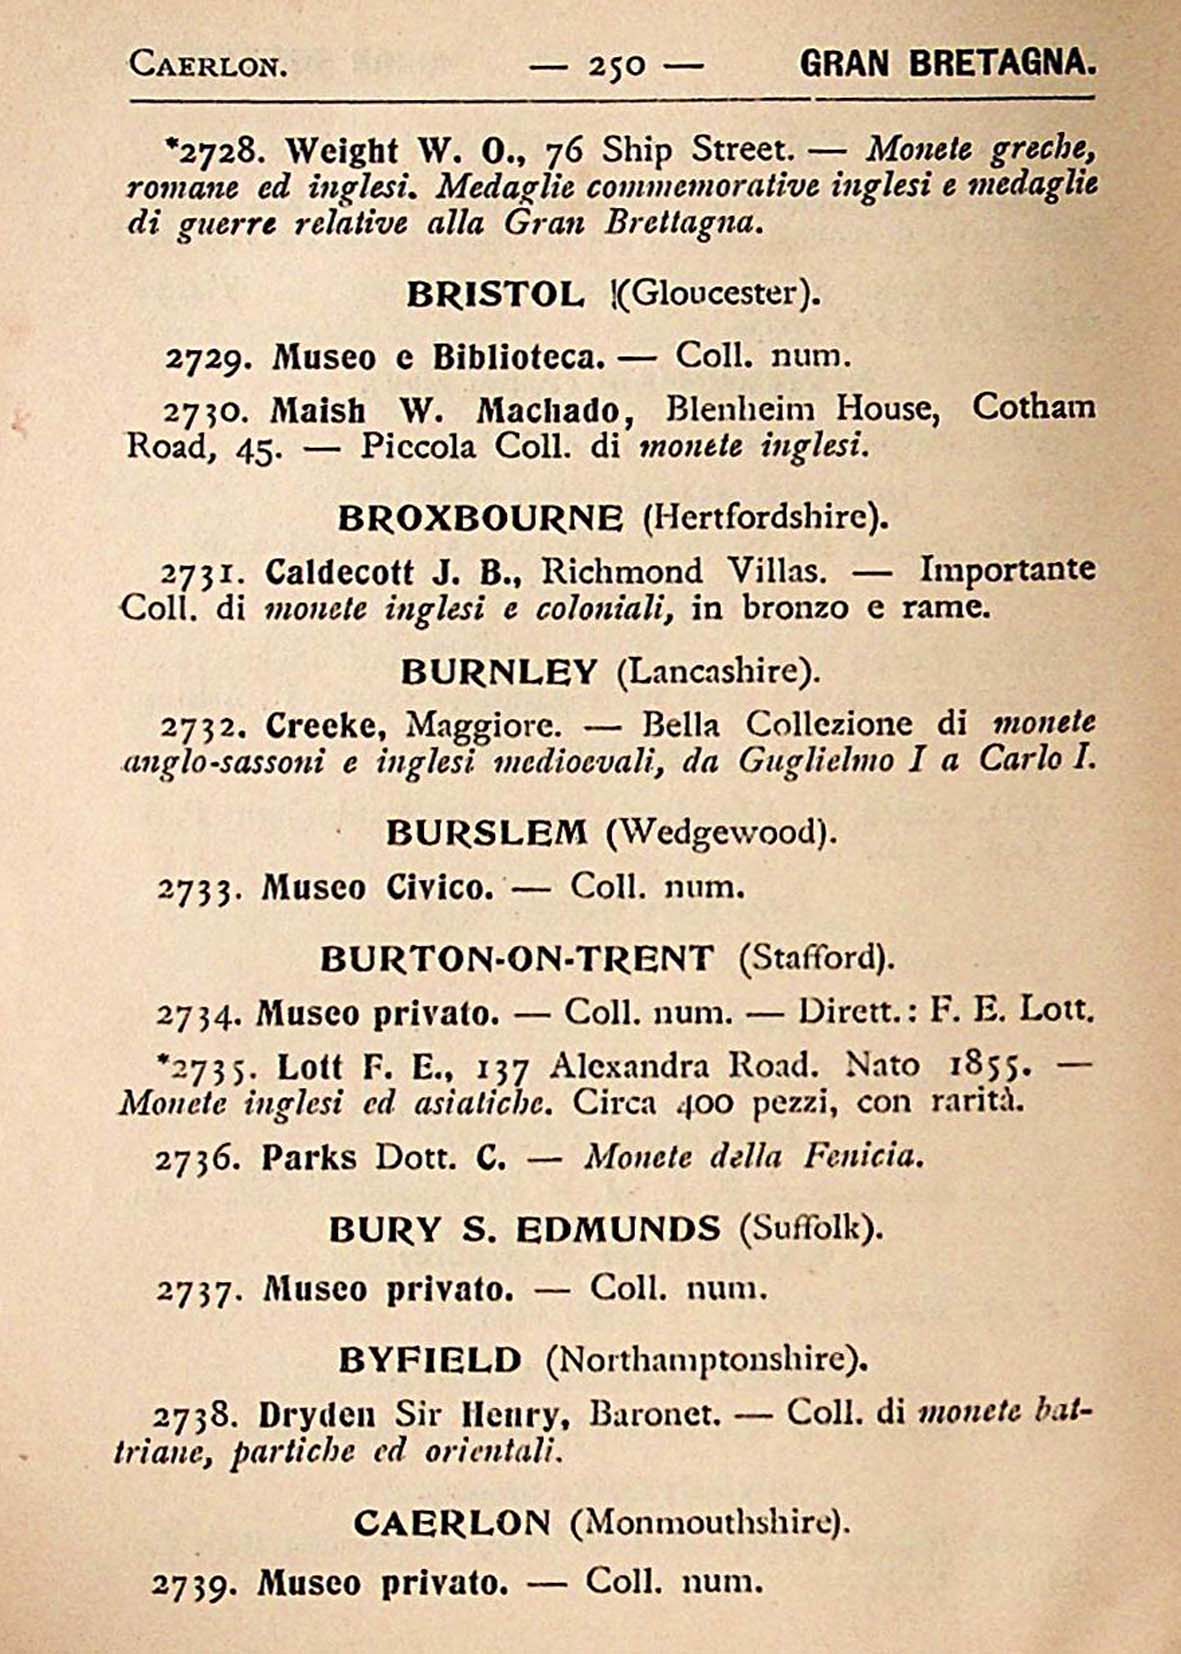 Caerlon. — 250 — GRAN BRETAGNA.
*2728. Weight W. O., 76 Ship Street. — Monete greche,
romane ed inglesi. Medaglie commemorative inglesi e medaglie
di guerre relative alla Gran Brettagna.
BRISTOL (Gloucester).
2729. Museo e Biblioteca. — Coll. num.
2730. Maish W. Machado, Blenheim House, Cotham
Road, 45. — Piccola Coll. di monete inglesi.
BROXBOURNE (Hertfordshire).
2731. Caldecott J. B., Richmond Villas. — Importante
Coll. di monete inglesi e coloniali, in bronzo e rame.
BURNLEY (Lancashire).
2732. Creeke, Maggiore. — Bella Collezione di monete
anglo-sassoni e inglesi medioevali, da Guglielmo I a Carlo I.
BURSLEM (Wedgewood).
2733. Museo Civico. — Coll. num.
BURTON-ON-TRENT (Stafford).
2734. Museo privato. — Coll. num. — Dirett.: F. E. Lott.
*2735. Lott F. E., 137 Alexandra Road. Nato 1855. —
Monete inglesi ed asiatiche. Circa 400 pezzi, con rarità.
2736. Parks Dott. C. — Monete della Fenicia.
BURY S. EDMUNDS (Suffolk).
2737. Museo privato. — Coll. num.
BYFIELD (Northamptonshire).
2738. Dryden Sir Henry, Baronet. — Coll. di monete bat-
triane, partiche ed orientali.
CAERLON (Monmouthshire).
2739. Museo privato. — Coll. num.